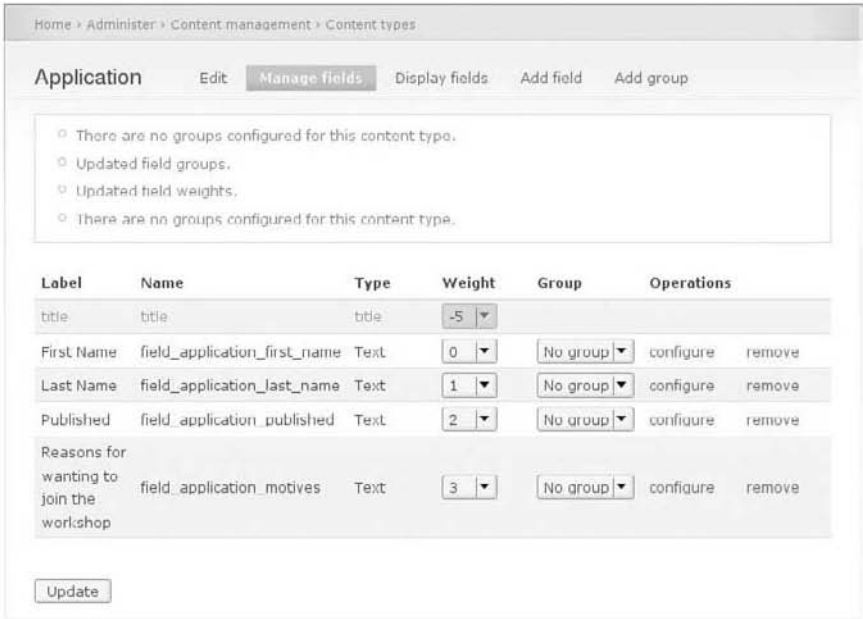 Home › Administer › Content management › Content types
Application Edit Manage fields Display fields Add field Add group
There are no groups configured for this content type.
Updated field groups.
Updated field weights.
There are no groups configured for this content type.
Label Name Type Weight Group Operations
title title title -5
First Name field_application_first_name Text 0 No group configure remove
Last Name field_application_last_name Text 1 No group configure remove
Published field_application_published Text 2 No group configure remove
Reasons for
wanting to
join the
workshop
field_application_motives Text 3 No group configure remove
Update